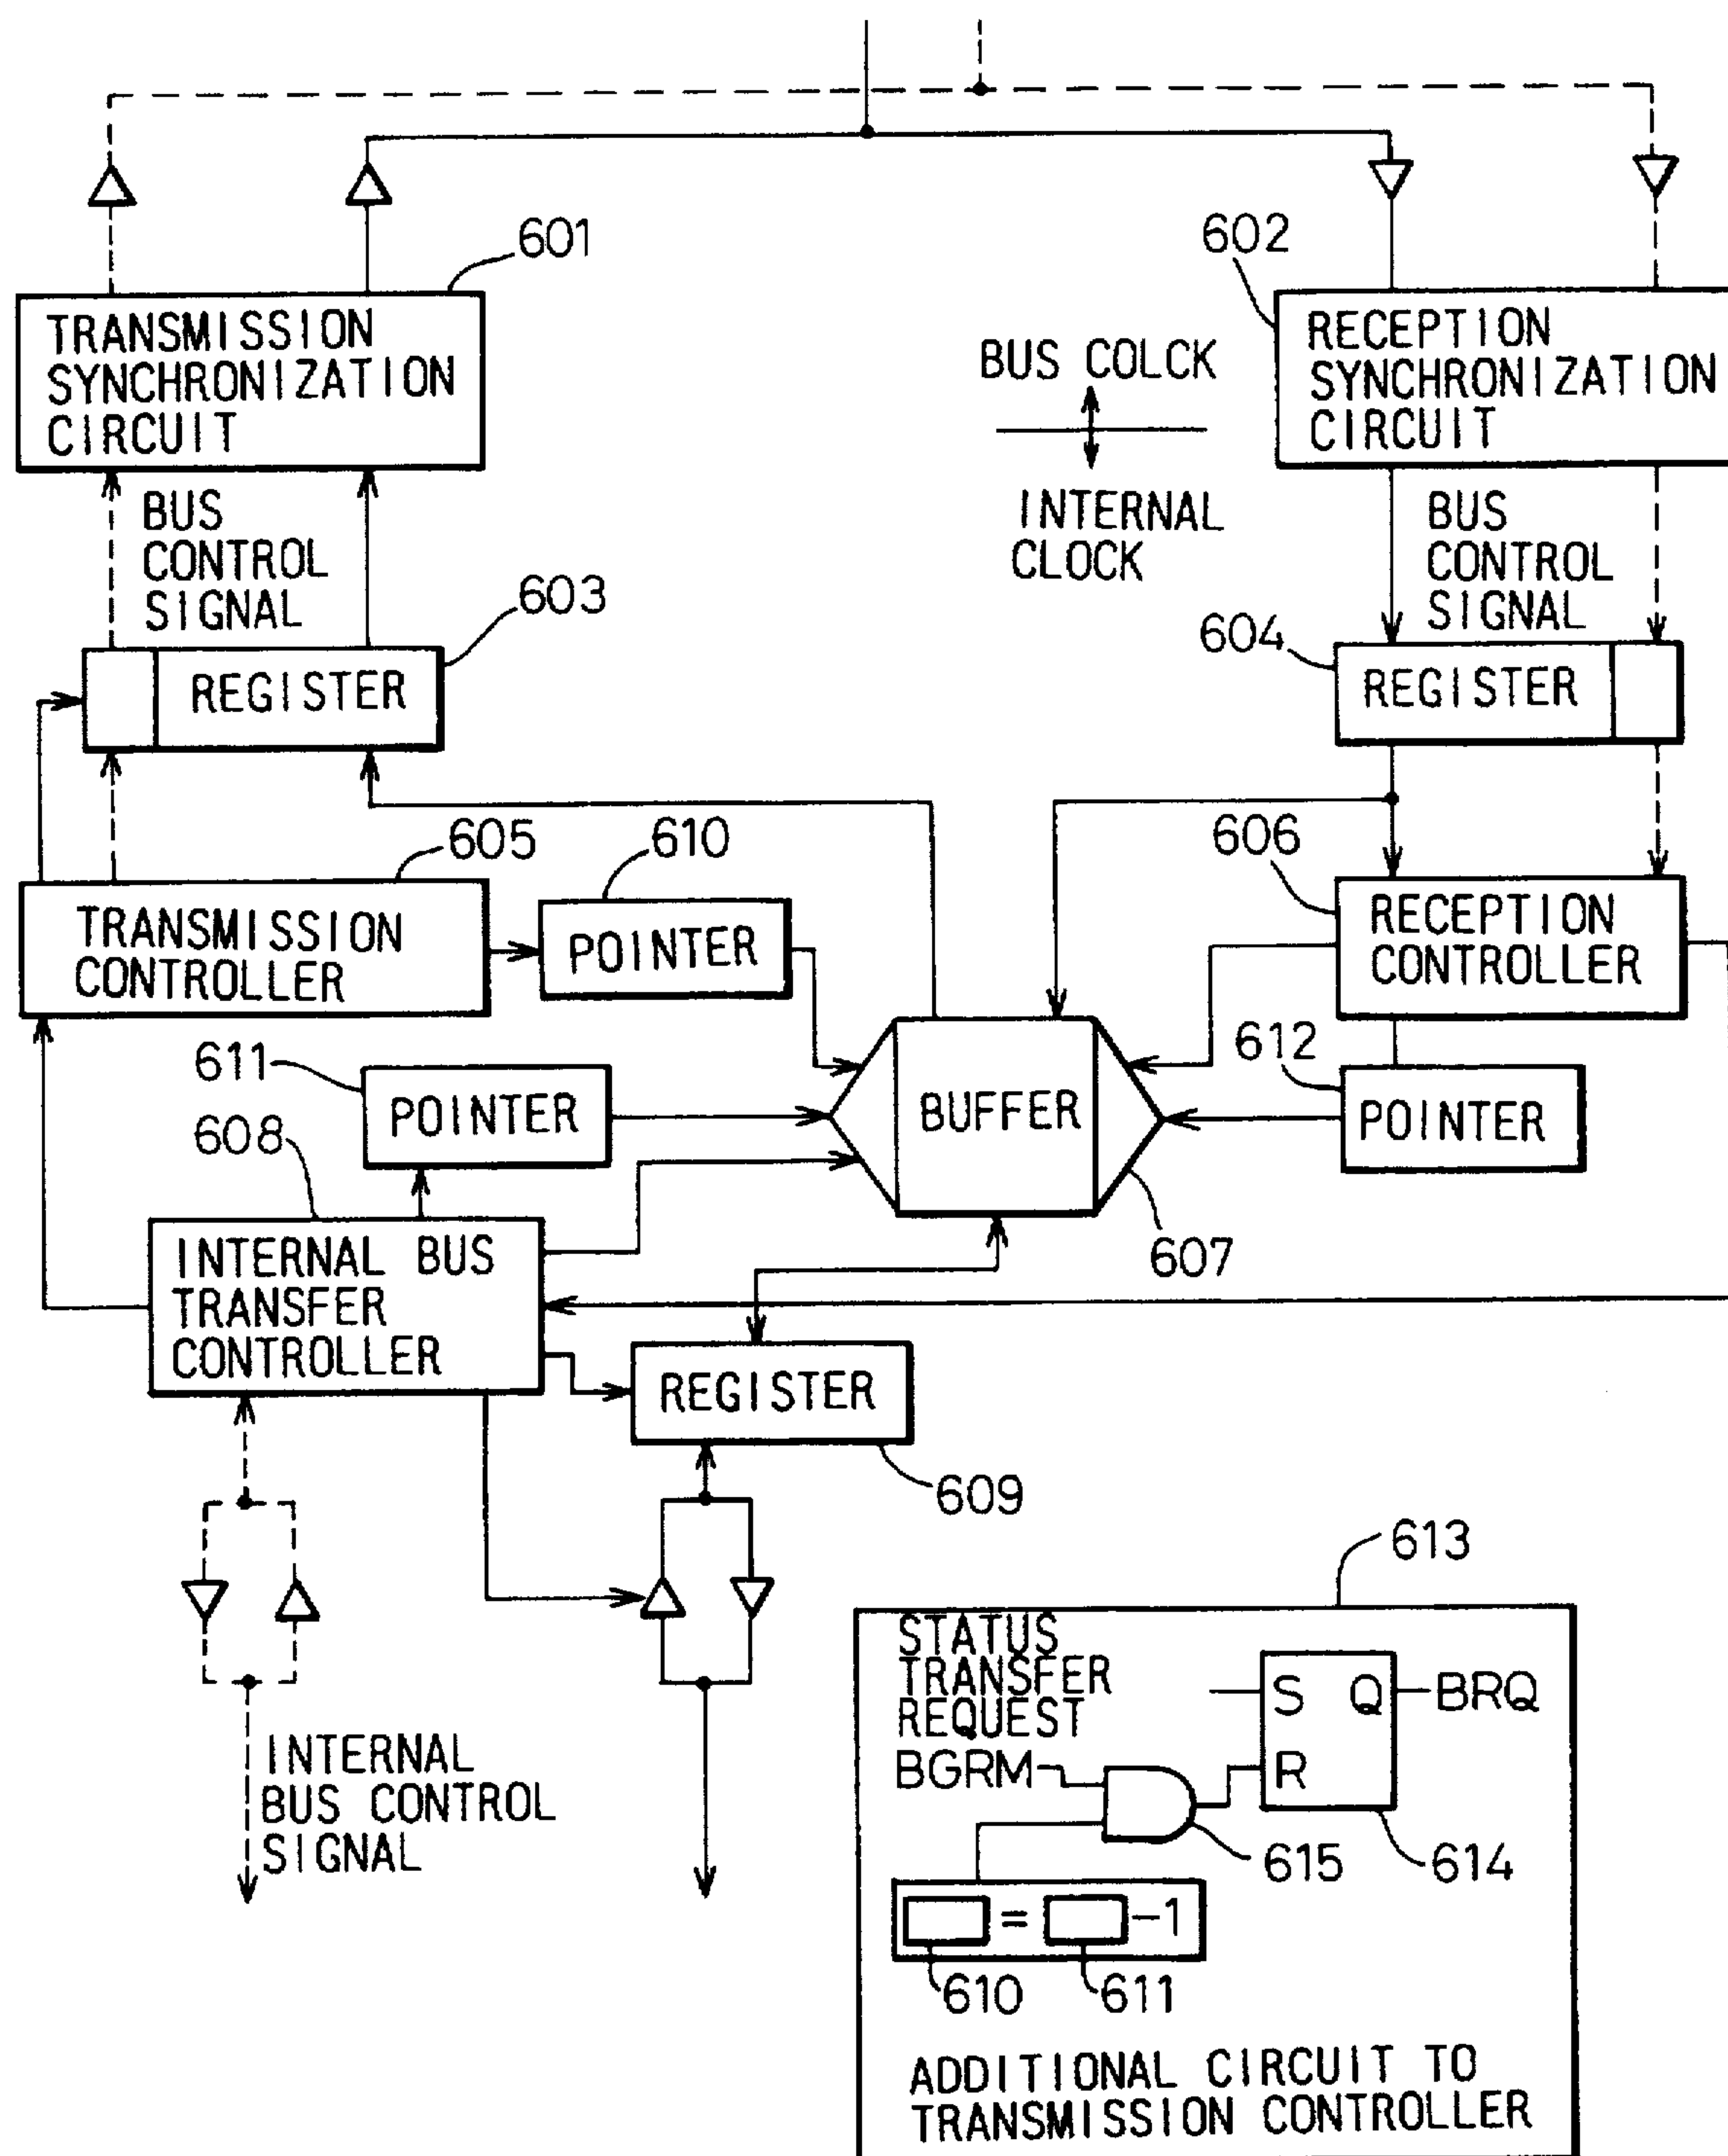 601
602
TRANSMISSION
SYNCHRONIZATION
CIRCUIT
BUS COLCK
RECEPTION
SYNCHRONIZATION
CIRCUIT
INTERNAL
CLOCK
BUS
CONTROL
SIGNAL
BUS
CONTROL
SIGNAL
603
604
REGISTER
REGISTER
605
610
606
TRANSMISSION
CONTROLLER
POINTER
RECEPTION
CONTROLLER
611
612
POINTER
BUFFER
POINTER
608
607
INTERNAL BUS
TRANSFER
CONTROLLER
REGISTER
609
613
INTERNAL
BUS CONTROL
SIGNAL
STATUS
TRANSFER
REQUEST
S Q BRQ
BGRM
R
615
614
= -1
610
611
ADDITIONAL CIRCUIT TO
TRANSMISSION CONTROLLER